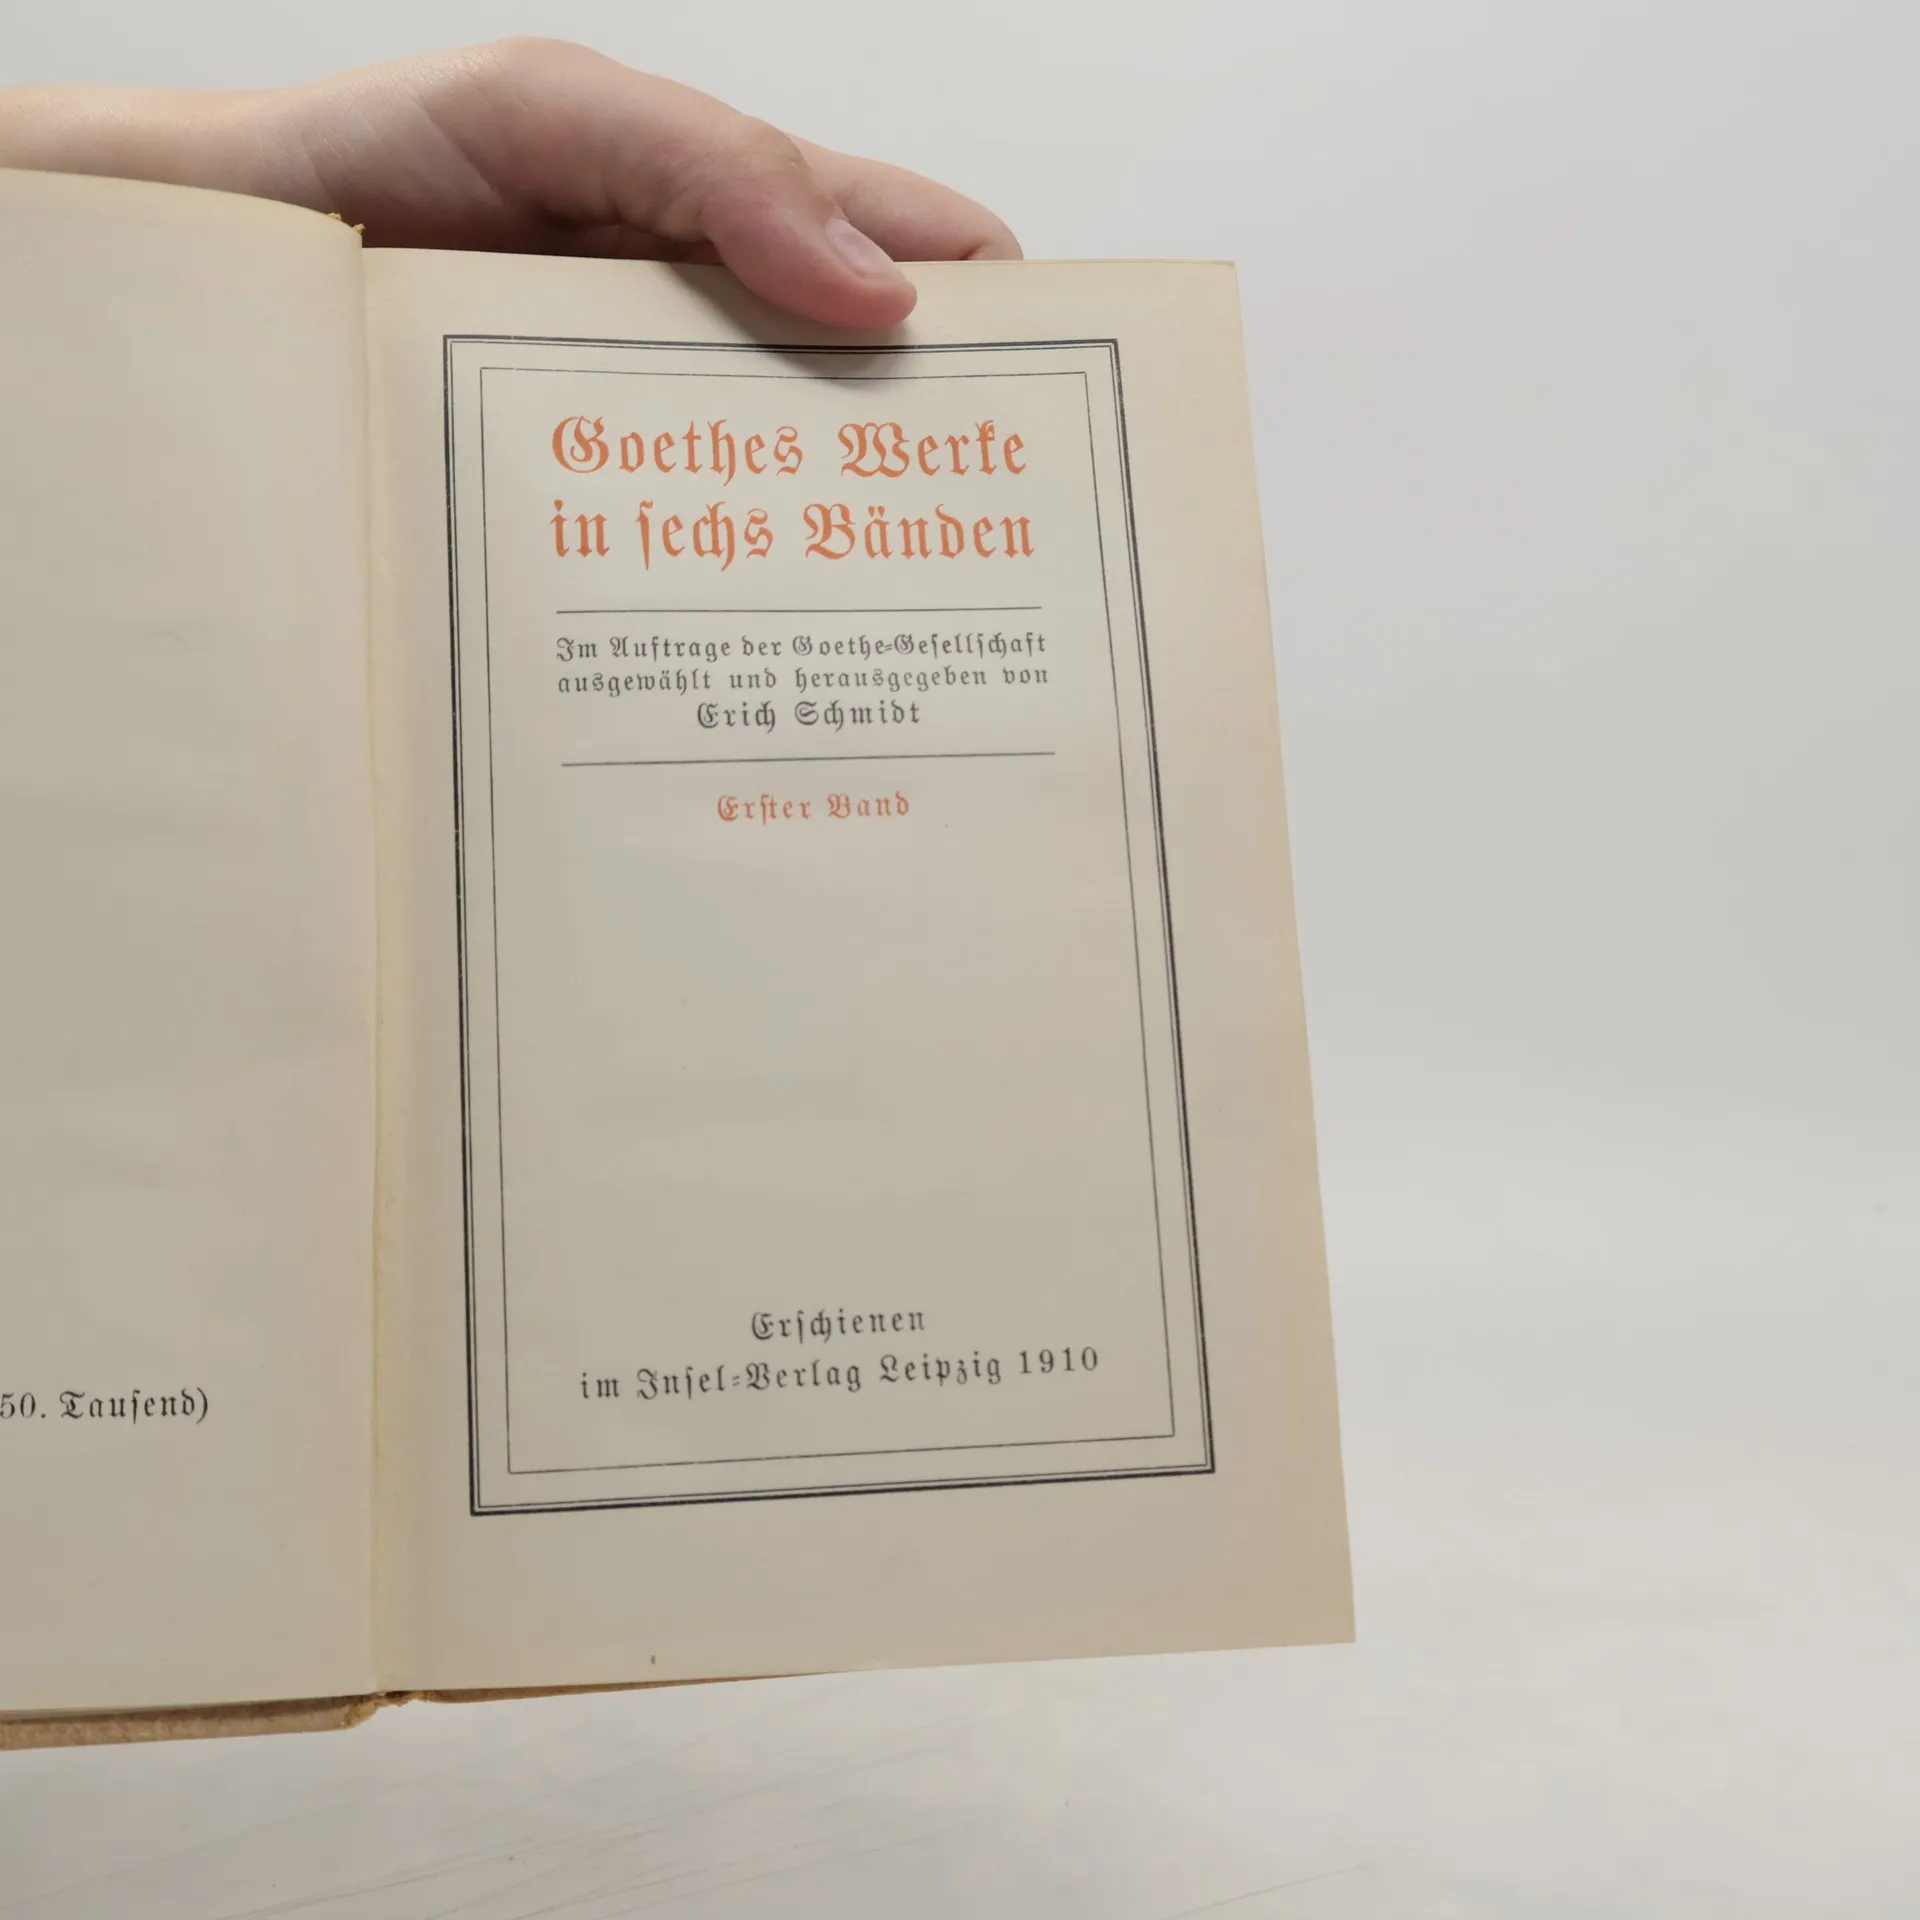 50. Tauſend)
Goethes Werke
in ſechs Bänden
Im Auftrage der Goethe-Geſellſchaft
ausgewählt und herausgegeben von
Erich Schmidt
Erſter Band
Erſchienen
im Inſel-Verlag Leipzig 1910